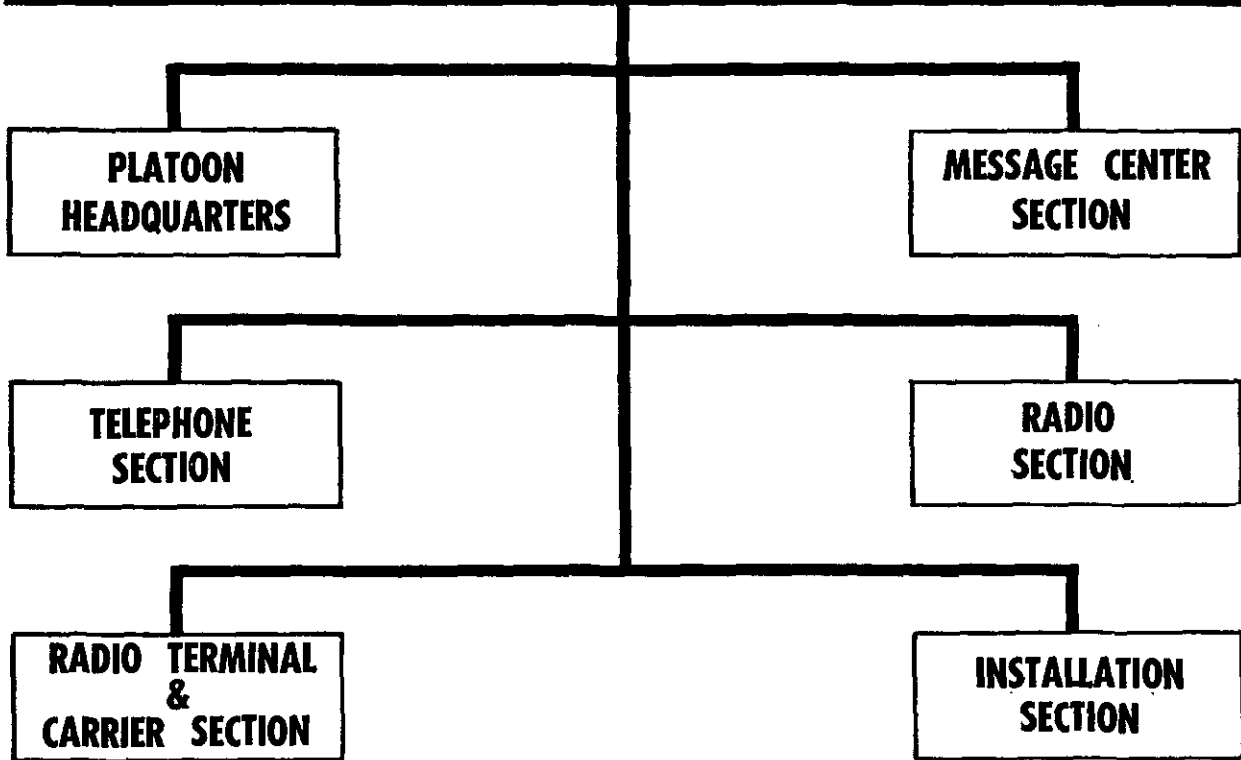 PLATOON
HEADQUARTERS
MESSAGE CENTER
SECTION
TELEPHONE
SECTION
RADIO
SECTION
RADIO TERMINAL
&
CARRIER SECTION
INSTALLATION
SECTION